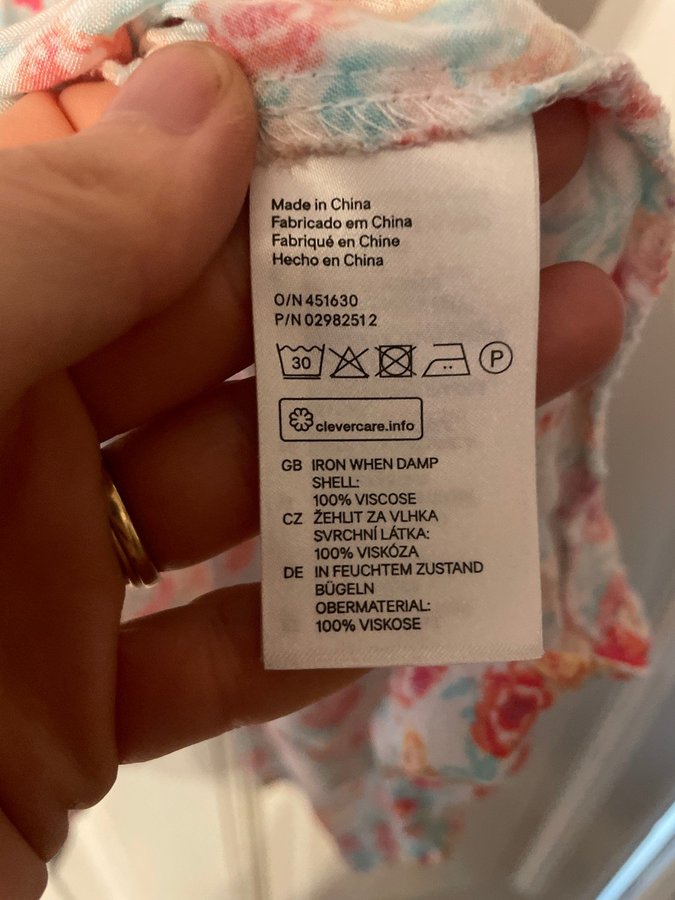 Made in China
Fabricado em China
Fabriqué en Chine
Hecho en China
O/N 451630
P/N 02982512
30 P
clevercare.info
GB IRON WHEN DAMP
SHELL:
100% VISCOSE
CZ ŽEHLIT ZA VLHKA
SVRCHNÍ LÁTKA:
100% VISKÓZA
DE IN FEUCHTEM ZUSTAND
BÜGELN
OBERMATERIAL:
100% VISKOSE